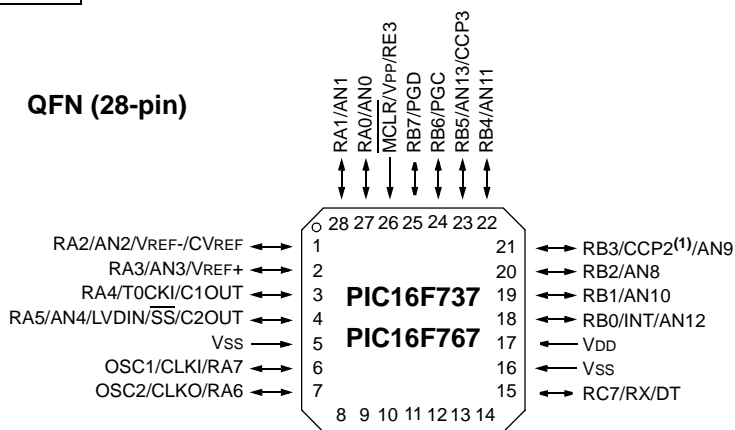 RA1/AN1
RA0/AN0
MCLR/VPP/RE3
RB7/PGD
RB6/PGC
RB5/AN13/CCP3
RB4/AN11
QFN (28-pin)
28 27 26 25 24 23 22
RA2/AN2/VREF-/CVREF 1
RA3/AN3/VREF+ 2
RA4/T0CKI/C1OUT 3
RA5/AN4/LVDIN/SS/C2OUT 4
VSS 5
OSC1/CLKI/RA7 6
OSC2/CLKO/RA6 7
PIC16F737
PIC16F767
21 RB3/CCP2(1)/AN9
20 RB2/AN8
19 RB1/AN10
18 RB0/INT/AN12
17 VDD
16 VSS
15 RC7/RX/DT
8 9 10 11 12 13 14